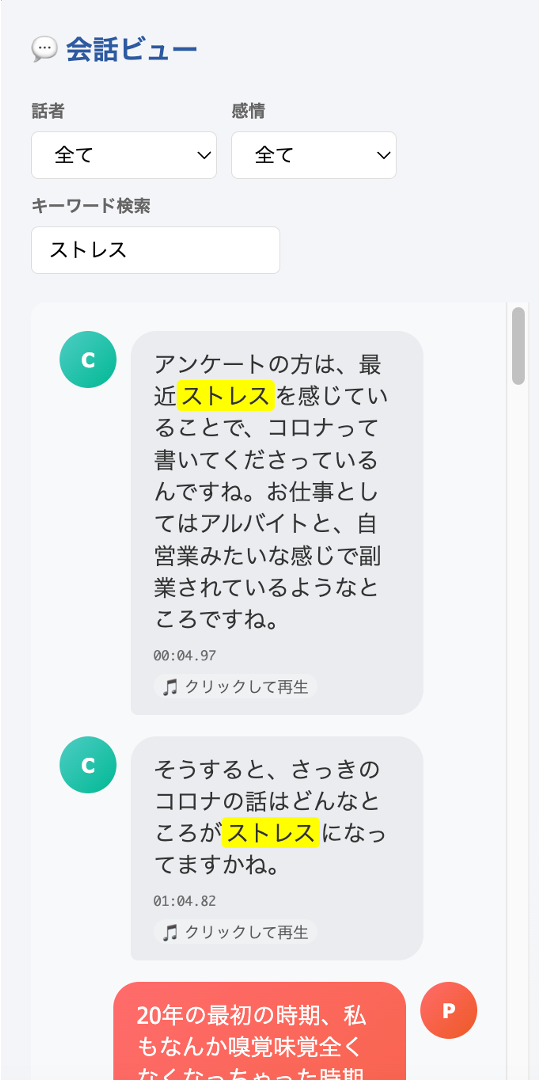 💬 会話ビュー
話者 感情
全て 全て
キーワード検索
ストレス
C
アンケートの方は、最
近ストレスを感じてい
ることで、コロナって
書いてくださっている
んですね。お仕事とし
てはアルバイトと、自
営業みたいな感じで副
業されているようなと
ころですね。
00:04.97
🎵 クリックして再生
C
そうすると、さっきの
コロナの話はどんなと
ころがストレスになっ
てますかね。
01:04.82
🎵 クリックして再生
P
20年の最初の時期、私
もなんか嗅覚味覚全く
なくなっちゃった時期